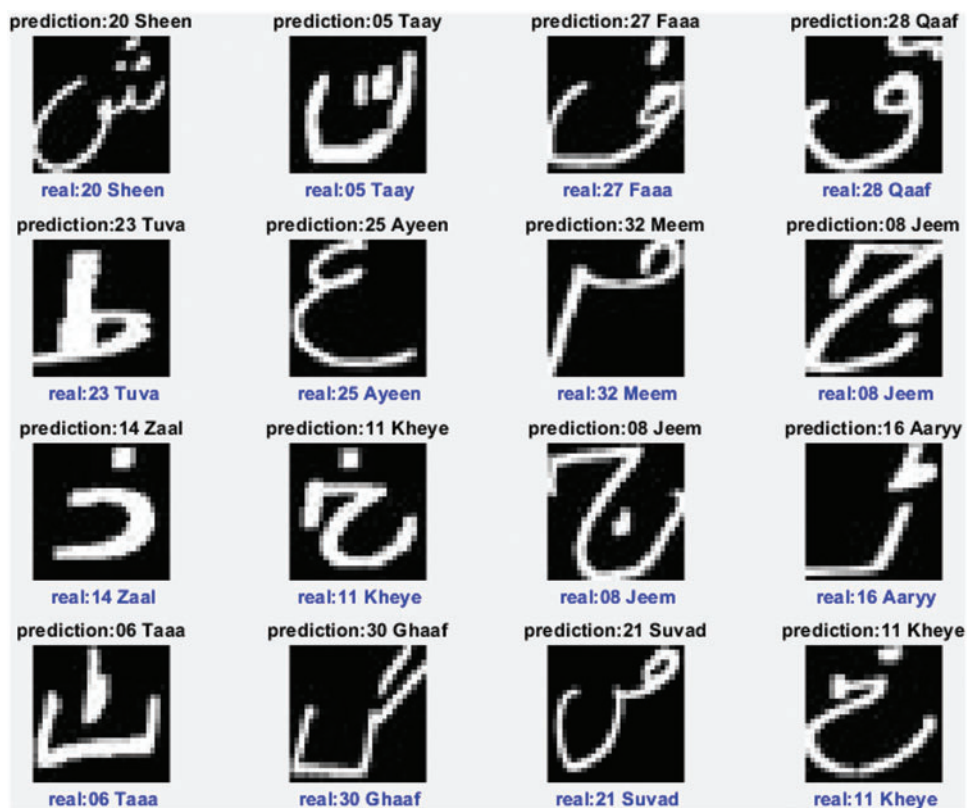 prediction:20 Sheen prediction:05 Taay prediction:27 Faaa prediction:28 Qaaf
ش ت ف ق
real:20 Sheen real:05 Taay real:27 Faaa real:28 Qaaf
prediction:23 Tuva prediction:25 Ayeen prediction:32 Meem prediction:08 Jeem
ط ع م ج
real:23 Tuva real:25 Ayeen real:32 Meem real:08 Jeem
prediction:14 Zaal prediction:11 Kheye prediction:08 Jeem prediction:16 Aaryy
ذ خ ج
real:14 Zaal real:11 Kheye real:08 Jeem real:16 Aaryy
prediction:06 Taaa prediction:30 Ghaaf prediction:21 Suvad prediction:11 Kheye
ص خ
real:06 Taaa real:30 Ghaaf real:21 Suvad real:11 Kheye